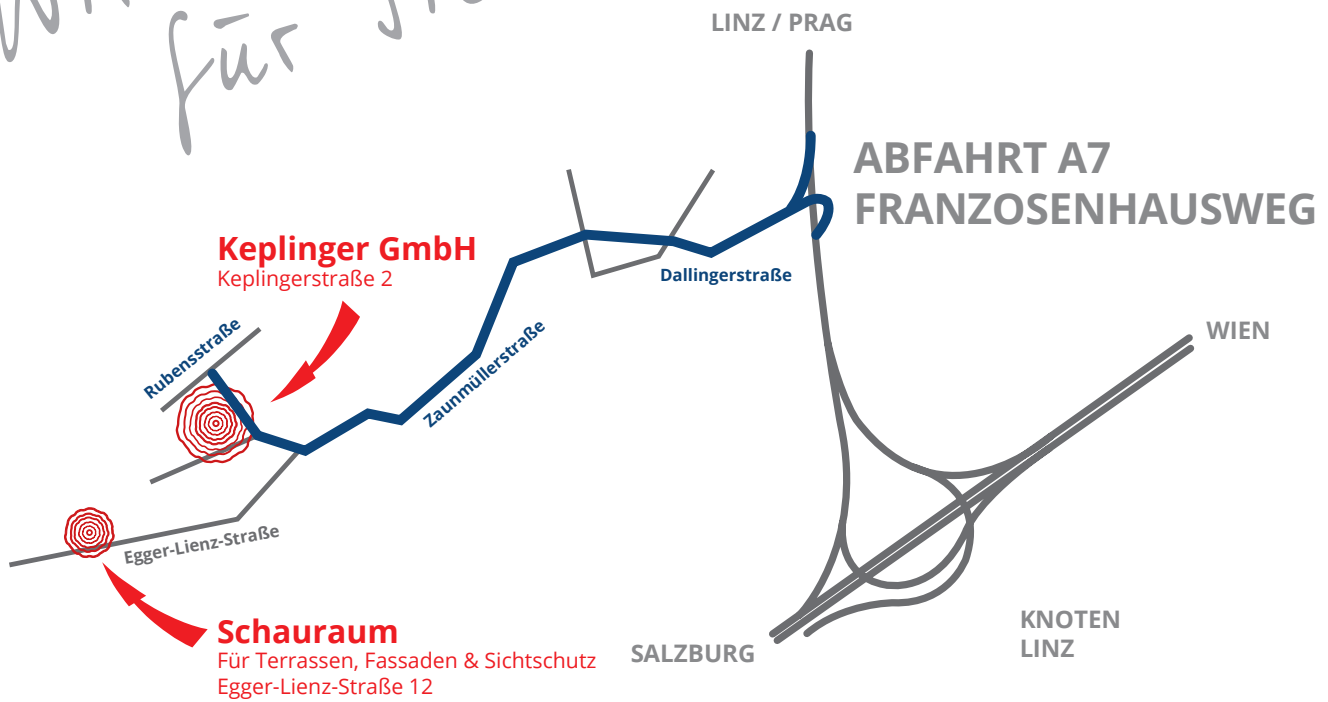 für
LINZ / PRAG
ABFAHRT A7
FRANZOSENHAUSWEG
Keplinger GmbH
Keplingerstraße 2
Dallingerstraße
WIEN
Rubensstraße
Zaunmüllerstraße
Egger-Lienz-Straße
Schauraum
Für Terrassen, Fassaden & Sichtschutz
Egger-Lienz-Straße 12
SALZBURG
KNOTEN
LINZ